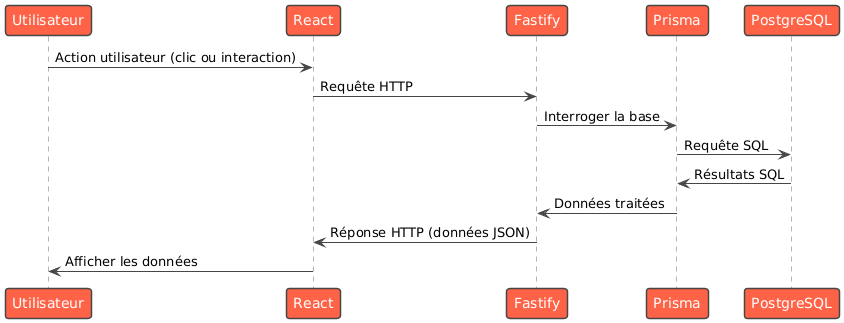 Utilisateur React Fastify Prisma PostgreSQL
Action utilisateur (clic ou interaction)
Requête HTTP
Interroger la base
Requête SQL
Résultats SQL
Données traitées
Réponse HTTP (données JSON)
Afficher les données
Utilisateur React Fastify Prisma PostgreSQL